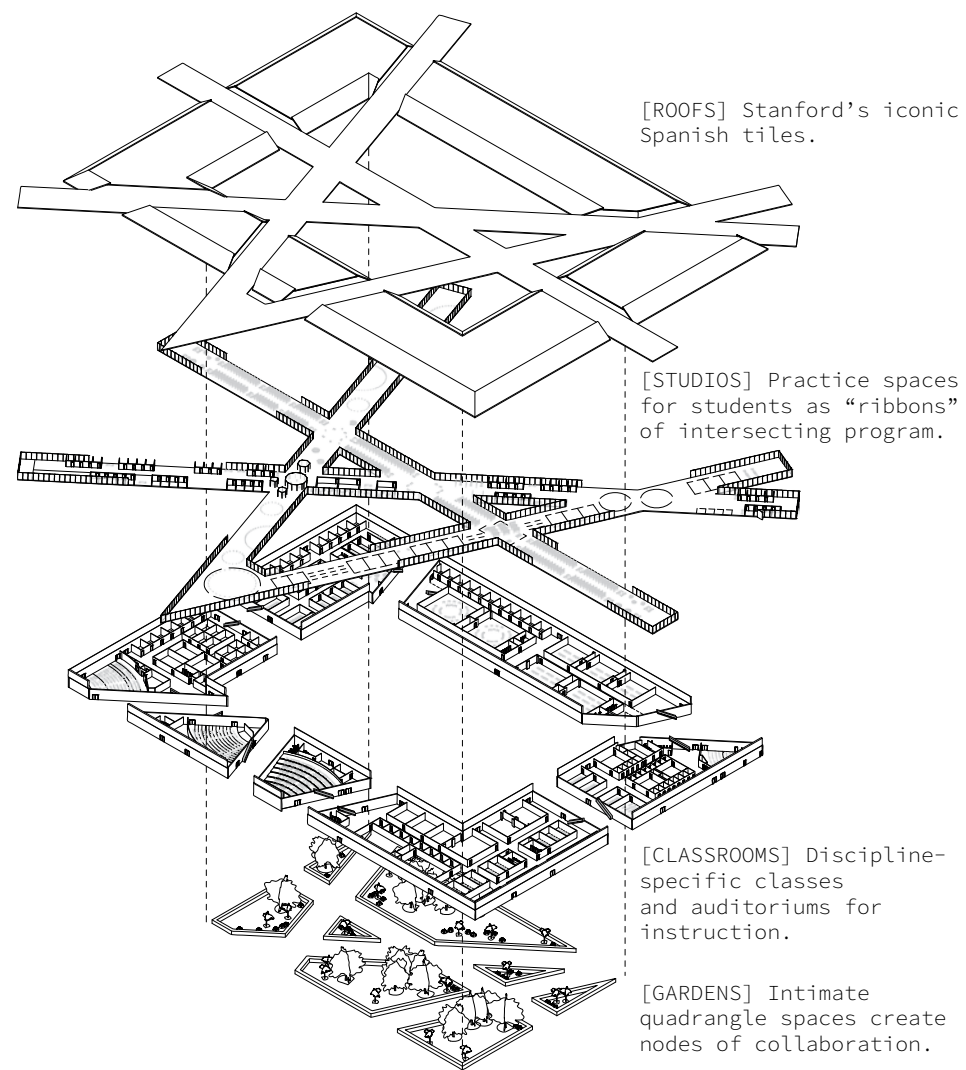 [ROOFS] Stanford’s iconic
Spanish tiles.
[STUDIOS] Practice spaces
for students as “ribbons”
of intersecting program.
[CLASSROOMS] Discipline-
specific classes
and auditoriums for
instruction.
[GARDENS] Intimate
quadrangle spaces create
nodes of collaboration.